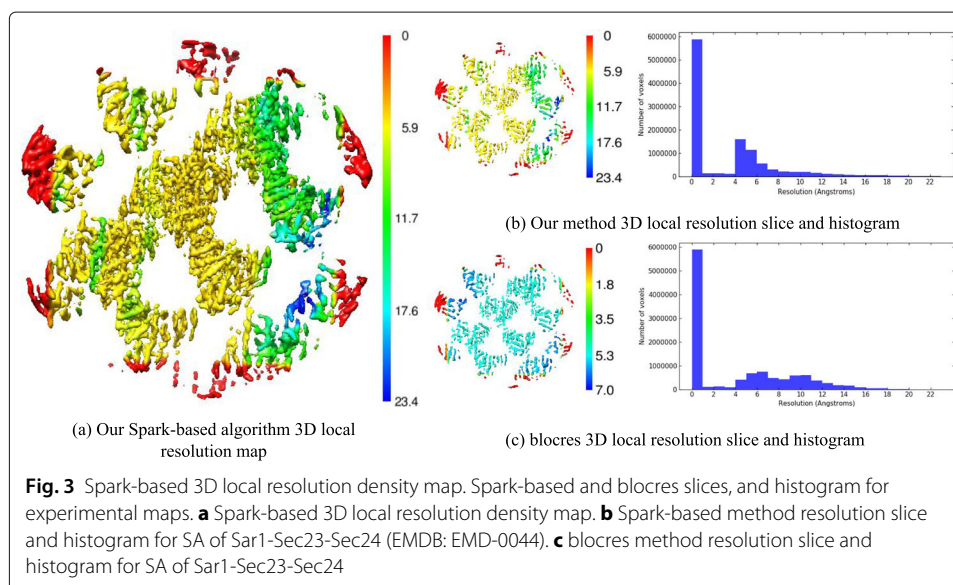 0
5.9
11.7
17.6
23.4
(a) Our Spark-based algorithm 3D local
resolution map
0
5.9
11.7
17.6
23.4
Number of voxels
6000000
5000000
4000000
3000000
2000000
1000000
0
0 2 4 6 8 10 12 14 16 18 20 22
Resolution (Angstroms)
(b) Our method 3D local resolution slice and histogram
0
1.8
3.5
5.3
7.0
Number of voxels
6000000
5000000
4000000
3000000
2000000
1000000
0
0 2 4 6 8 10 12 14 16 18 20 22
Resolution (Angstroms)
(c) blocres 3D local resolution slice and histogram
Fig. 3 Spark-based 3D local resolution density map. Spark-based and blocres slices, and histogram for
experimental maps. a Spark-based 3D local resolution density map. b Spark-based method resolution slice
and histogram for SA of Sar1-Sec23-Sec24 (EMDB: EMD-0044). c blocres method resolution slice and
histogram for SA of Sar1-Sec23-Sec24